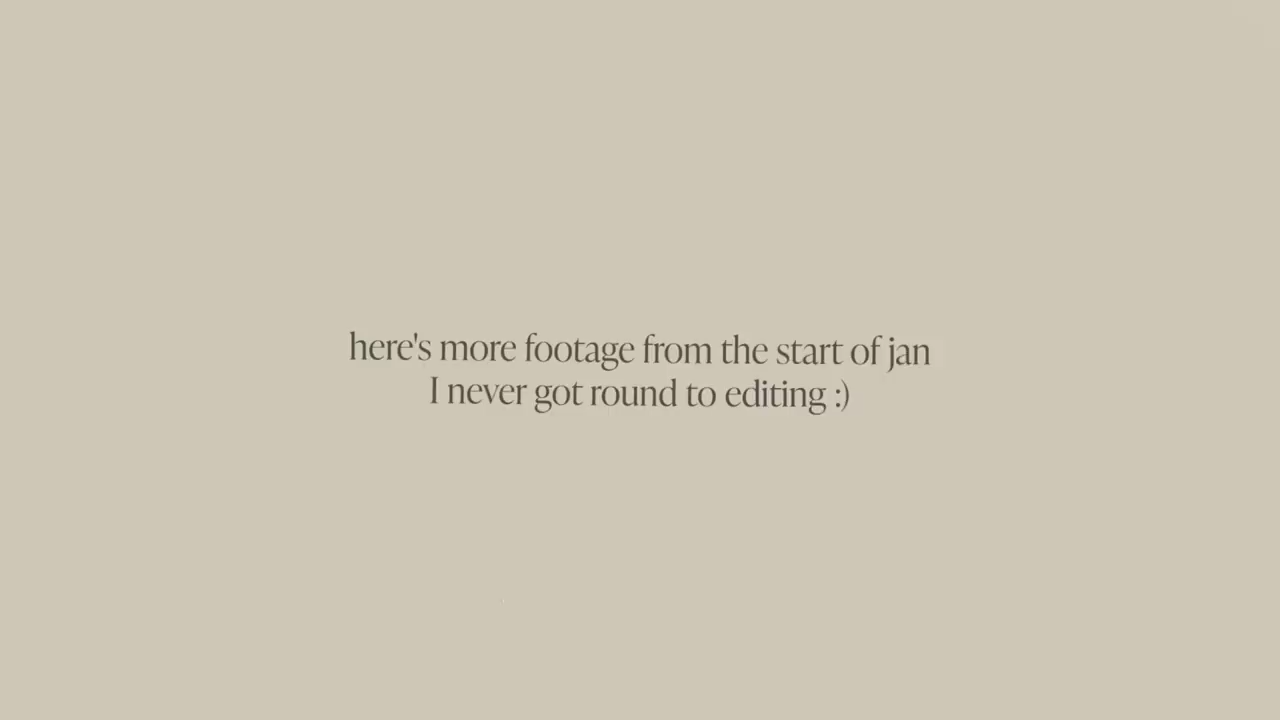 here's more footage from the start of jan
I never got round to editing :)